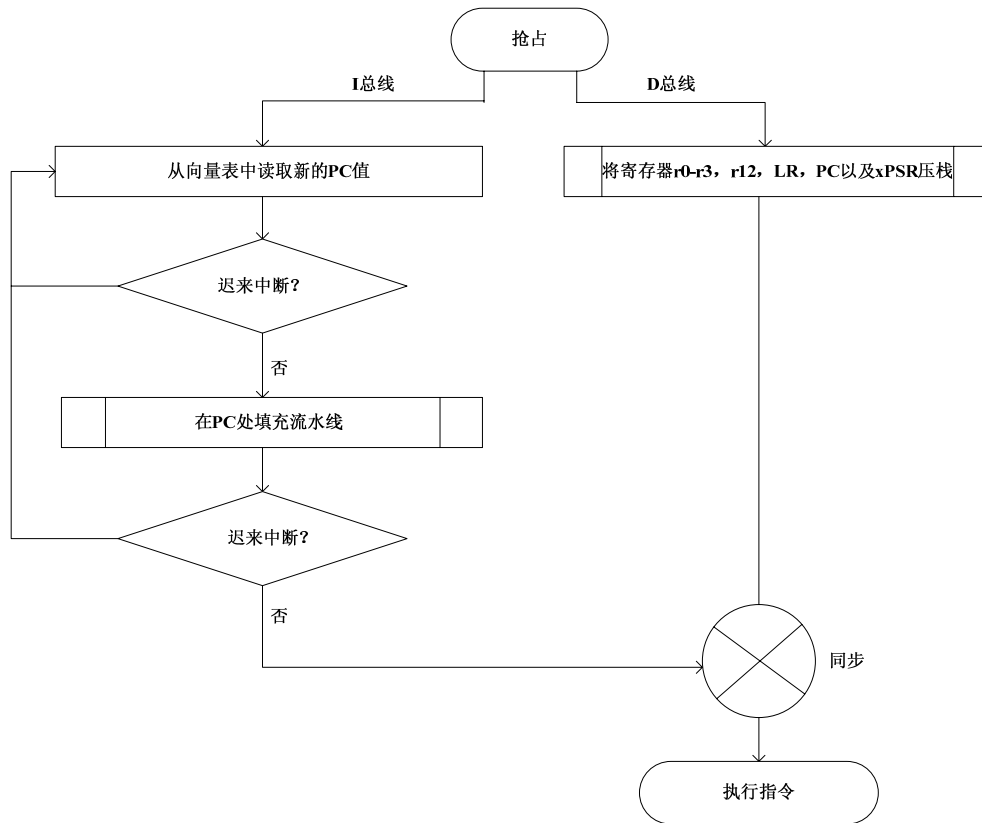 抢占
I总线
D总线
从向量表中读取新的PC值
将寄存器r0-r3，r12，LR，PC以及xPSR压栈
迟来中断？
否
在PC处填充流水线
迟来中断？
否
同步
执行指令